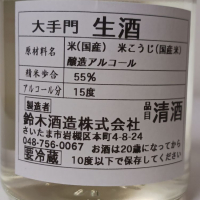 大手門 生酒
原材料名 米(国産) 米こうじ(国産米)
醸造アルコール
精米歩合 55%
アルコール分 15度
製造者 品目 清酒
鈴木酒造株式会社
さいたま市岩槻区本町4-8-24
048-756-0067 お酒は20歳になってから
要冷蔵 10度以下で保存してください。